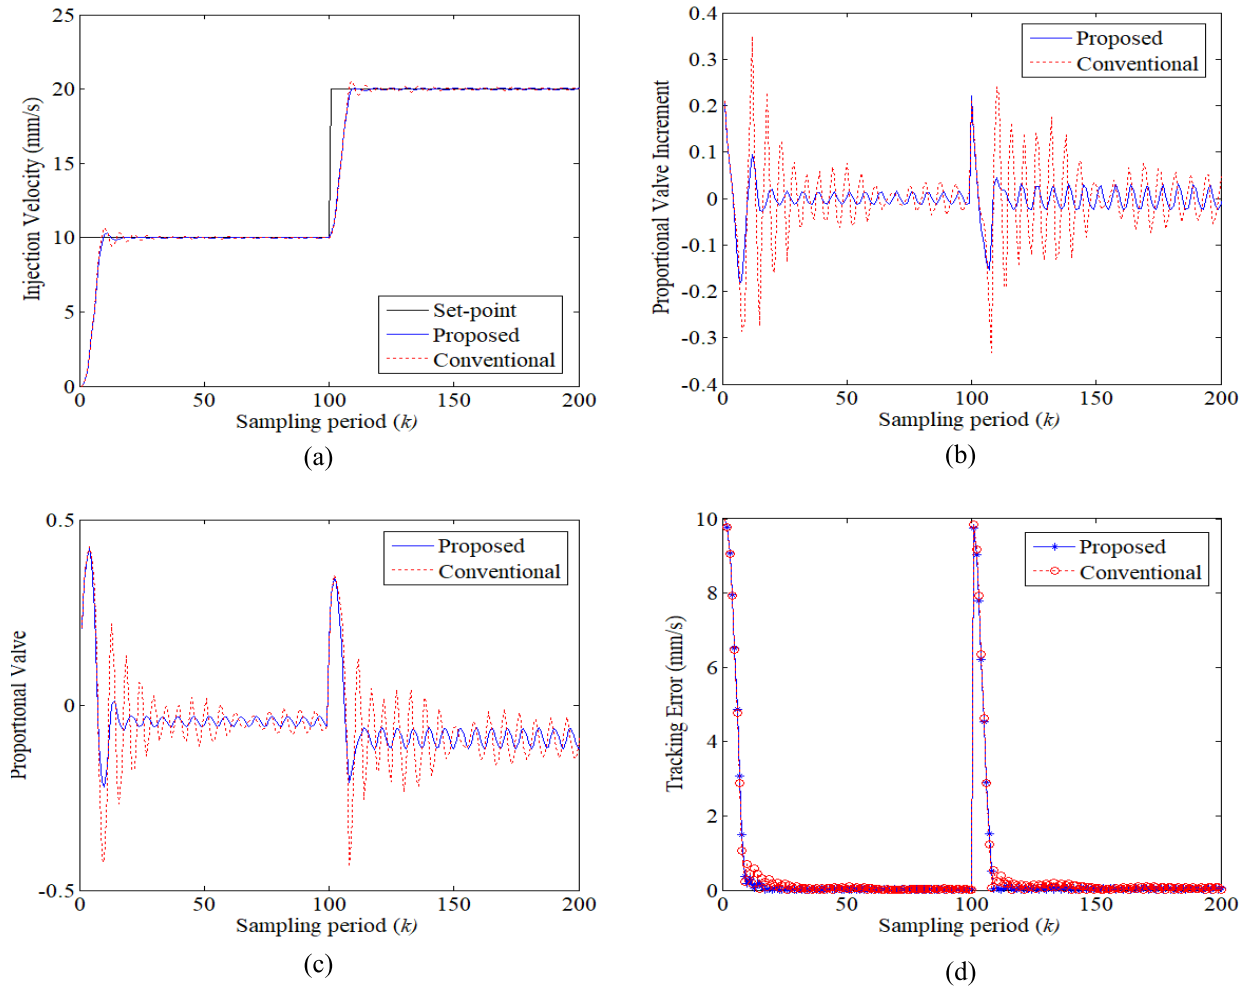 25
20
15
10
5
0
Injection Velocity (mm/s)
Set-point
Proposed
Conventional
0
50
100
150
200
Sampling period (k)
(a)
0.4
0.3
0.2
0.1
0
-0.1
-0.2
-0.3
-0.4
Proportional Valve Increment
Proposed
Conventional
0
50
100
150
200
Sampling period (k)
(b)
0.5
0
-0.5
Proportional Valve
Proposed
Conventional
0
50
100
150
200
Sampling period (k)
(c)
10
8
6
4
2
0
Tracking Error (mm/s)
Proposed
Conventional
0
50
100
150
200
Sampling period (k)
(d)